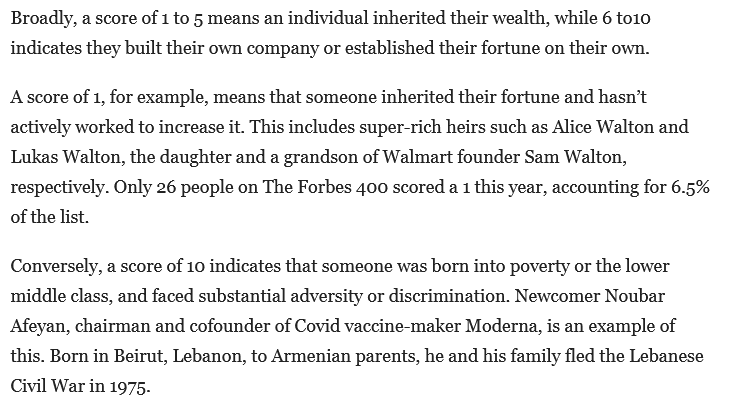 Broadly, a score of 1 to 5 means an individual inherited their wealth, while 6 to10
indicates they built their own company or established their fortune on their own.
A score of 1, for example, means that someone inherited their fortune and hasn’t
actively worked to increase it. This includes super-rich heirs such as Alice Walton and
Lukas Walton, the daughter and a grandson of Walmart founder Sam Walton,
respectively. Only 26 people on The Forbes 400 scored a 1 this year, accounting for 6.5%
of the list.
Conversely, a score of 10 indicates that someone was born into poverty or the lower
middle class, and faced substantial adversity or discrimination. Newcomer Noubar
Afeyan, chairman and cofounder of Covid vaccine-maker Moderna, is an example of
this. Born in Beirut, Lebanon, to Armenian parents, he and his family fled the Lebanese
Civil War in 1975.